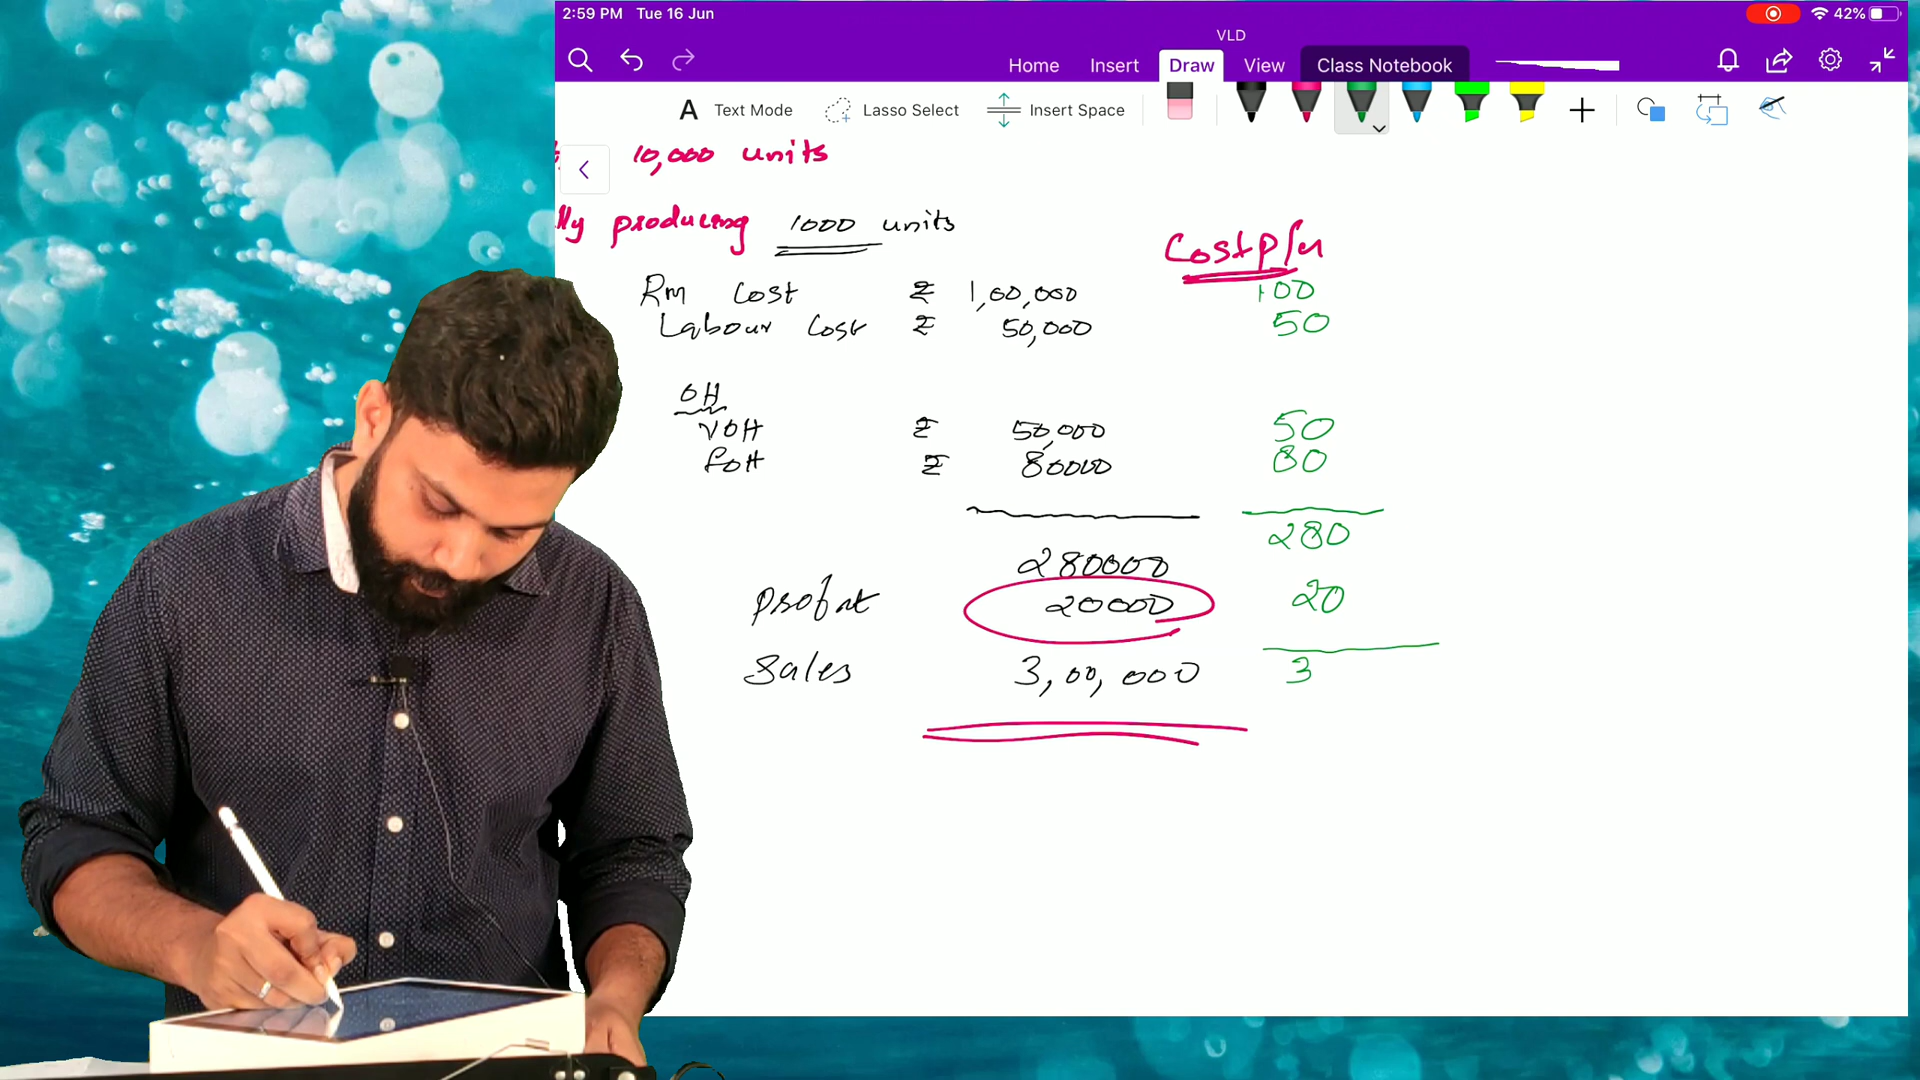 2:59 PM Tue 16 Jun 42%
VLD
Home Insert Draw View Class Notebook
A Text Mode Lasso Select Insert Space
10,000 units
lly producing 1000 units
Cost p/u
Rm Cost ₹ 1,00,000 100
Labour Cost ₹ 50,000 50
OH
VOH ₹ 50,000 50
FOH ₹ 80000 80
280000 280
Profit 20000 20
Sales 3,00,000 3